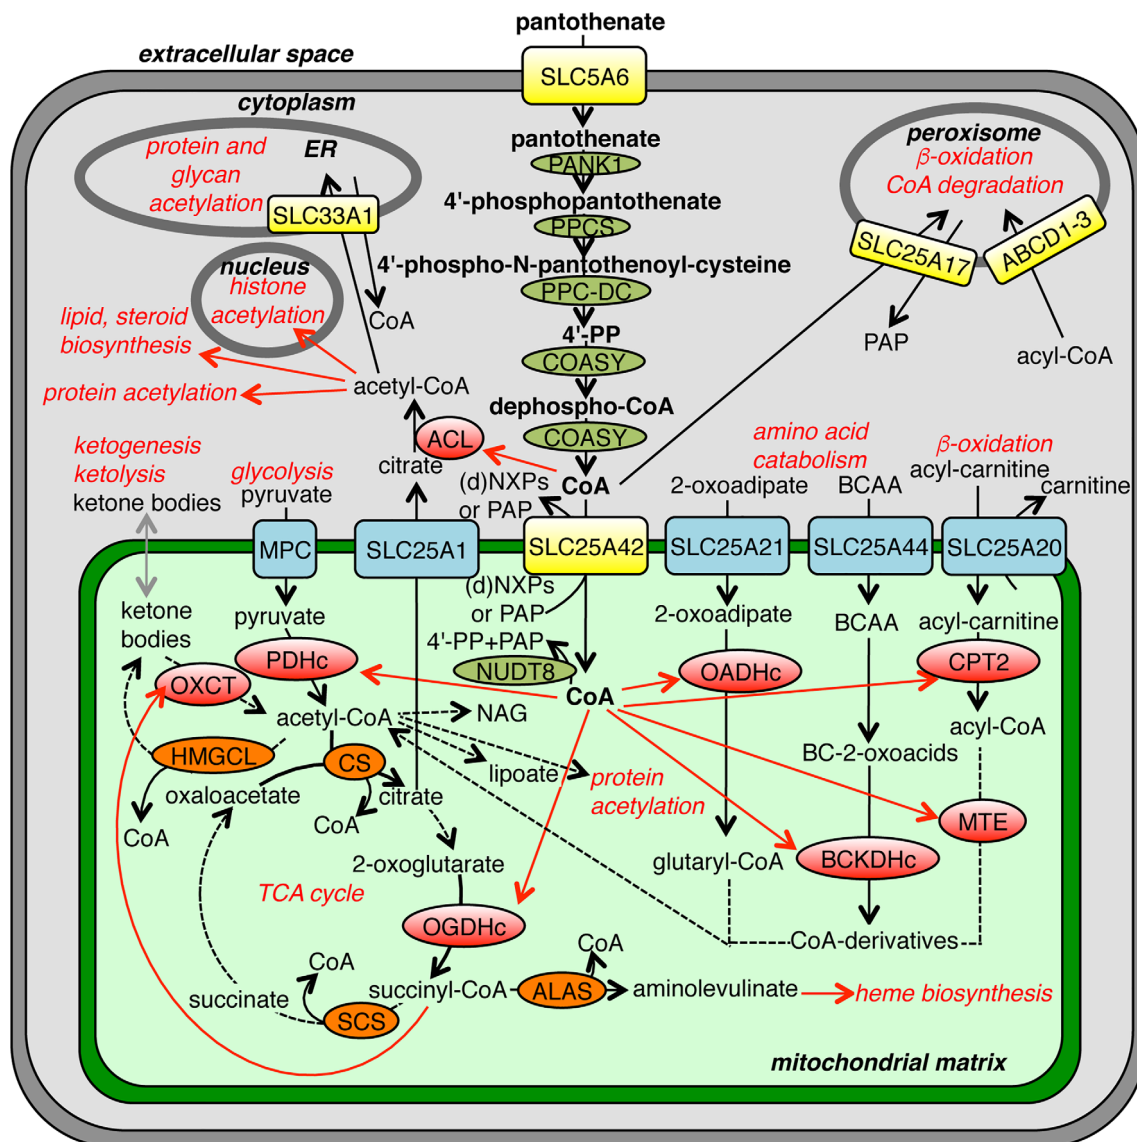 pantothenate
extracellular space
SLC5A6
cytoplasm
pantothenate
PANK1
protein and
glycan
acetylation
ER
SLC33A1
peroxisome
β-oxidation
CoA degradation
4'-phosphopantothenate
PPCS
SLC25A17
ABCD1-3
nucleus
histone
acetylation
4'-phospho-N-pantothenoyl-cysteine
PPC-DC
lipid, steroid
biosynthesis
CoA
4'-PP
COASY
PAP
acyl-CoA
protein acetylation
acetyl-CoA
dephospho-CoA
COASY
ACL
citrate
CoA
ketogenesis
ketolysis
ketone bodies
glycolysis
pyruvate
(d)NXPs
or PAP
amino acid
catabolism
2-oxoadipate
BCAA
β-oxidation
acyl-carnitine
carnitine
MPC
SLC25A1
SLC25A42
SLC25A21
SLC25A44
SLC25A20
ketone
bodies
pyruvate
(d)NXPs
or PAP
4'-PP+PAP
NUDT8
CoA
2-oxoadipate
BCAA
acyl-carnitine
OXCT
PDHc
OADHc
CPT2
acetyl-CoA
NAG
acyl-CoA
HMGCL
CS
lipoate
protein
acetylation
BC-2-oxoacids
oxaloacetate
citrate
CoA
CoA
MTE
2-oxoglutarate
glutaryl-CoA
BCKDHc
TCA cycle
OGDHc
CoA-derivatives
CoA
CoA
succinate
succinyl-CoA
ALAS
aminolevulinate
heme biosynthesis
SCS
mitochondrial matrix